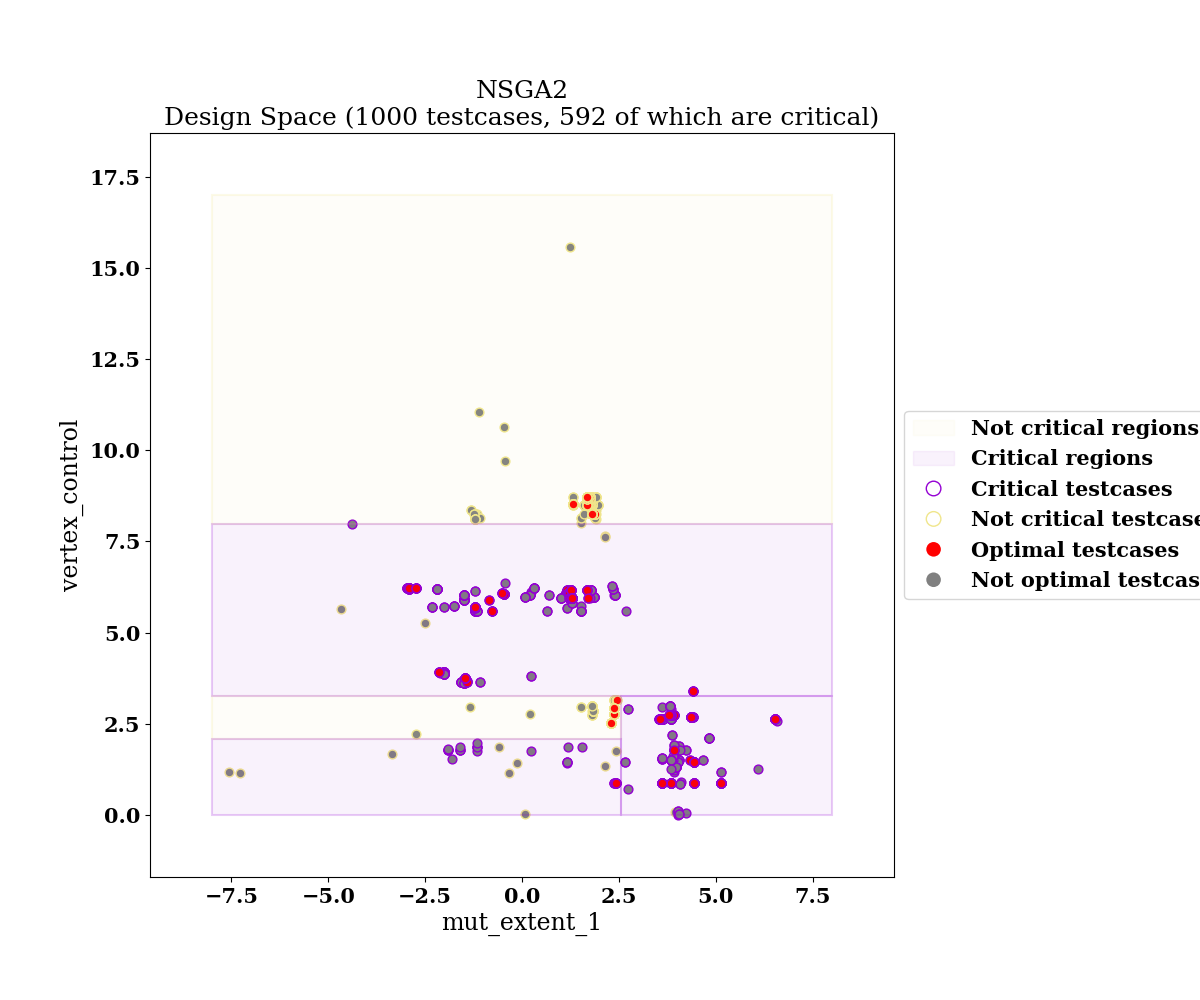 NSGA2
Design Space (1000 testcases, 592 of which are critical)
17.5
15.0
12.5
10.0
7.5
5.0
2.5
0.0
vertex_control
−7.5 −5.0 −2.5 0.0 2.5 5.0 7.5
mut_extent_1
Not critical regions
Critical regions
Critical testcases
Not critical testcase
Optimal testcases
Not optimal testcas